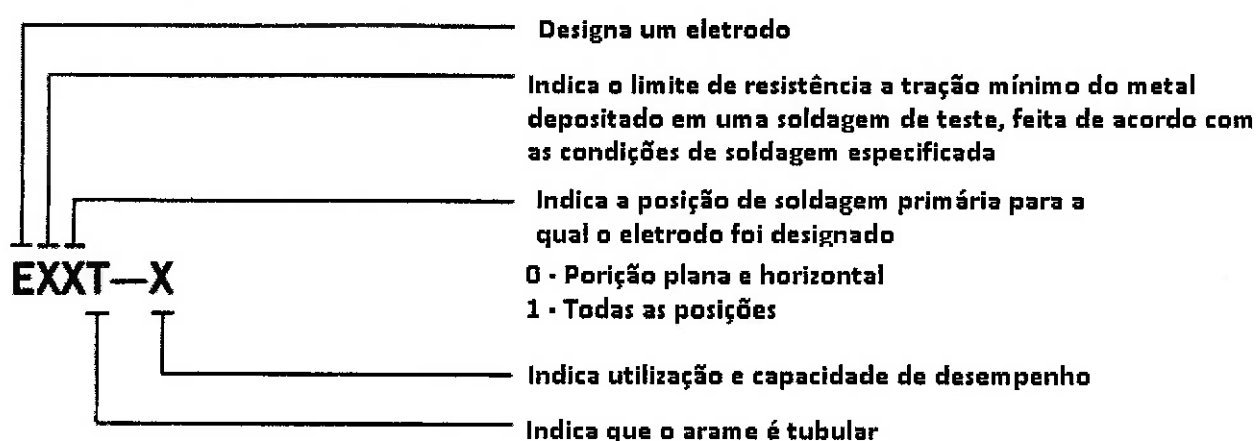 Designa um eletrodo
Indica o limite de resistência a tração mínimo do metal
depositado em uma soldagem de teste, feita de acordo com
as condições de soldagem especificada
Indica a posição de soldagem primária para a
qual o eletrodo foi designado
EXXT—X
0 - Porição plana e horizontal
1 - Todas as posições
Indica utilização e capacidade de desempenho
Indica que o arame é tubular